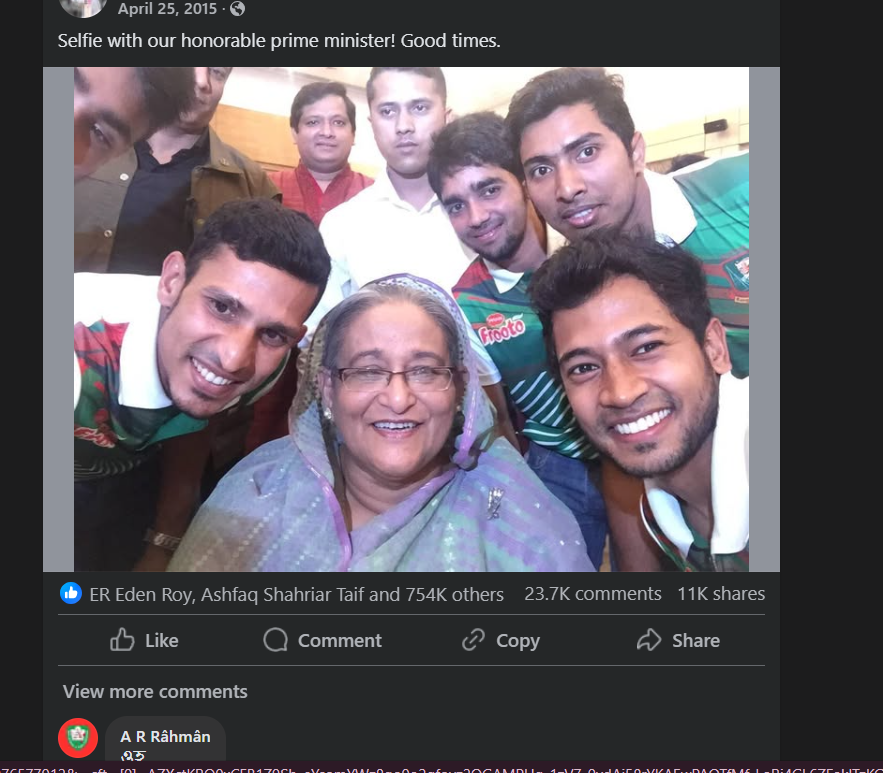 April 25, 2015 ·
Selfie with our honorable prime minister! Good times.
Frooto
ER Eden Roy, Ashfaq Shahriar Taif and 754K others 23.7K comments 11K shares
Like Comment Copy Share
View more comments
A R Râhmân